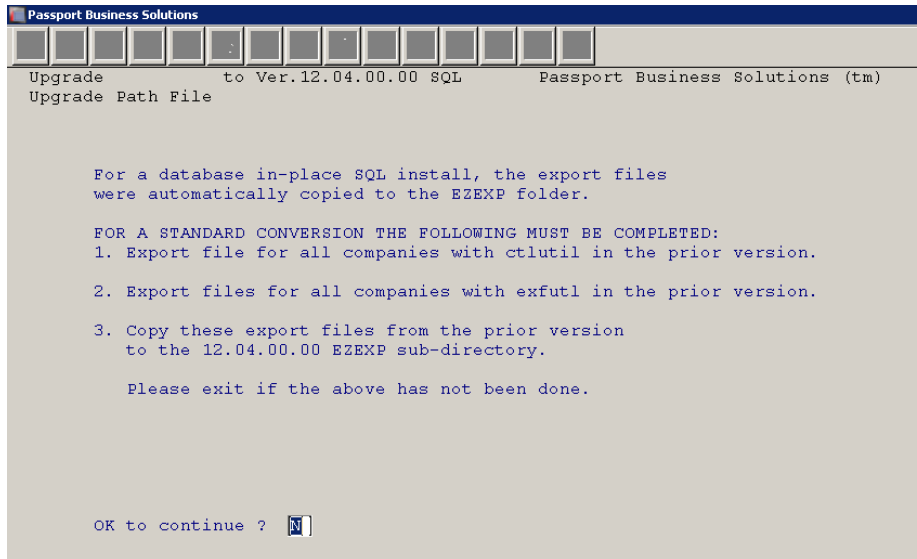 Passport Business Solutions
Upgrade to Ver.12.04.00.00 SQL Passport Business Solutions (tm)
Upgrade Path File
For a database in-place SQL install, the export files
were automatically copied to the EZEXP folder.
FOR A STANDARD CONVERSION THE FOLLOWING MUST BE COMPLETED:
1. Export file for all companies with ctlutil in the prior version.
2. Export files for all companies with exfutl in the prior version.
3. Copy these export files from the prior version
to the 12.04.00.00 EZEXP sub-directory.
Please exit if the above has not been done.
OK to continue ? N